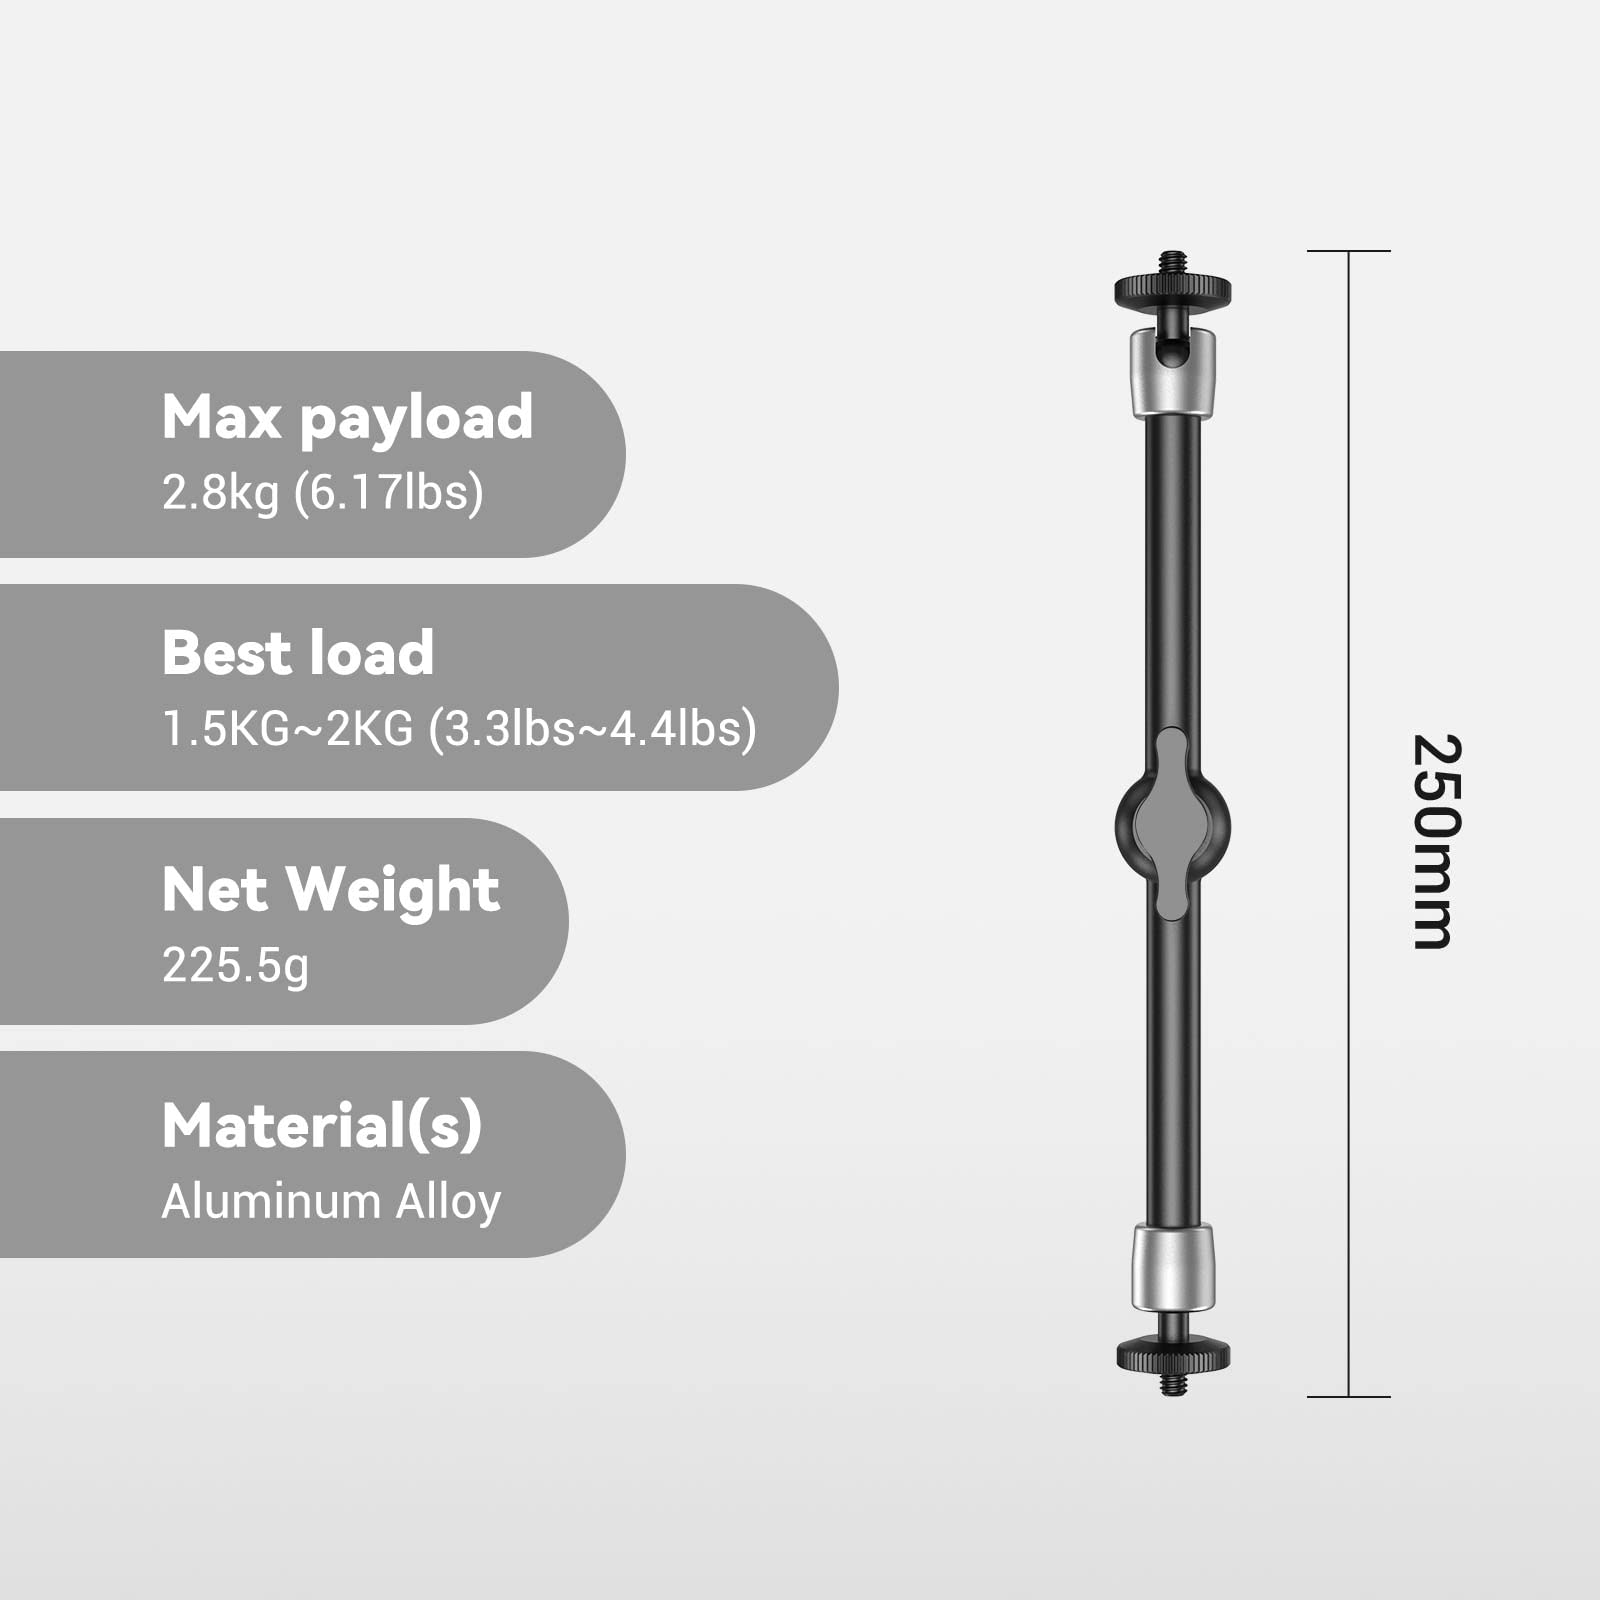 Max payload
2.8kg (6.17lbs)
Best load
1.5KG~2KG (3.3lbs~4.4lbs)
Net Weight
225.5g
Material(s)
Aluminum Alloy
250mm